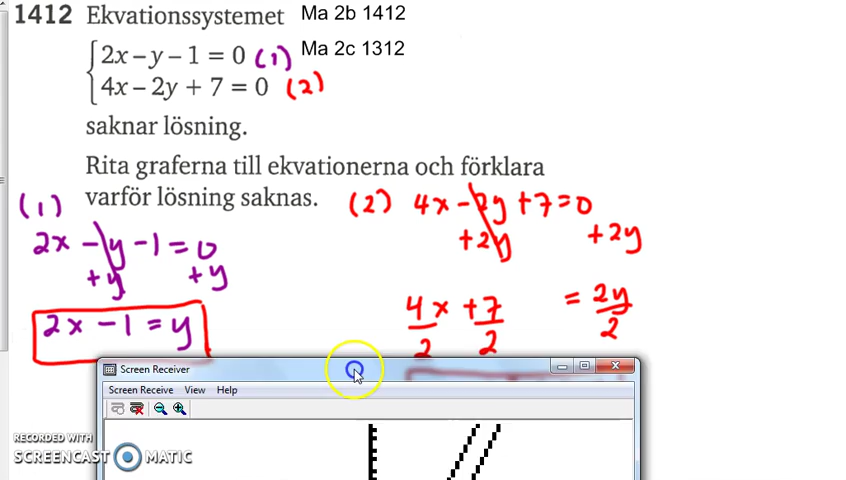 1412 Ekvationssystemet Ma 2b 1412
2x – y – 1 = 0 (1) Ma 2c 1312
4x – 2y + 7 = 0 (2)
saknar lösning.
Rita graferna till ekvationerna och förklara
varför lösning saknas.
(1)
2x - y - 1 = 0
+y +y
2x - 1 = y
(2) 4x - 2y + 7 = 0
+2y +2y
4x + 7 = 2y
2 2 2
Screen Receiver
Screen Receive View Help
RECORDED WITH
SCREENCAST MATIC